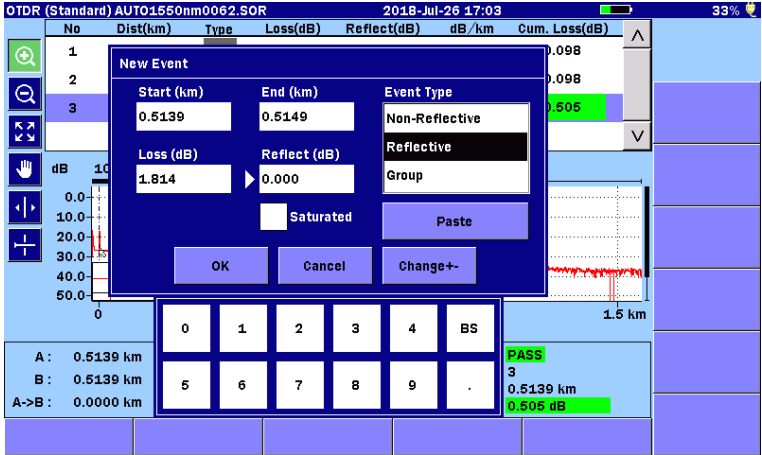 OTDR (Standard) AUTO1550nm0062.SOR 2018-Jul-26 17:03 33%
No Dist(km) Type Loss(dB) Reflect(dB) dB/km Cum. Loss(dB)
1 0.098
2 0.098
3 0.505
New Event
Start (km) End (km) Event Type
0.5139 0.5149 Non-Reflective
Reflective
Loss (dB) Reflect (dB)
1.814 0.000 Group
Saturated Paste
OK Cancel Change+-
dB 10
0.0
10.0
20.0
30.0
40.0
50.0
0 1.5 km
0 1 2 3 4 BS
5 6 7 8 9 .
A : 0.5139 km
B : 0.5139 km
A->B : 0.0000 km
PASS
3
0.5139 km
0.505 dB